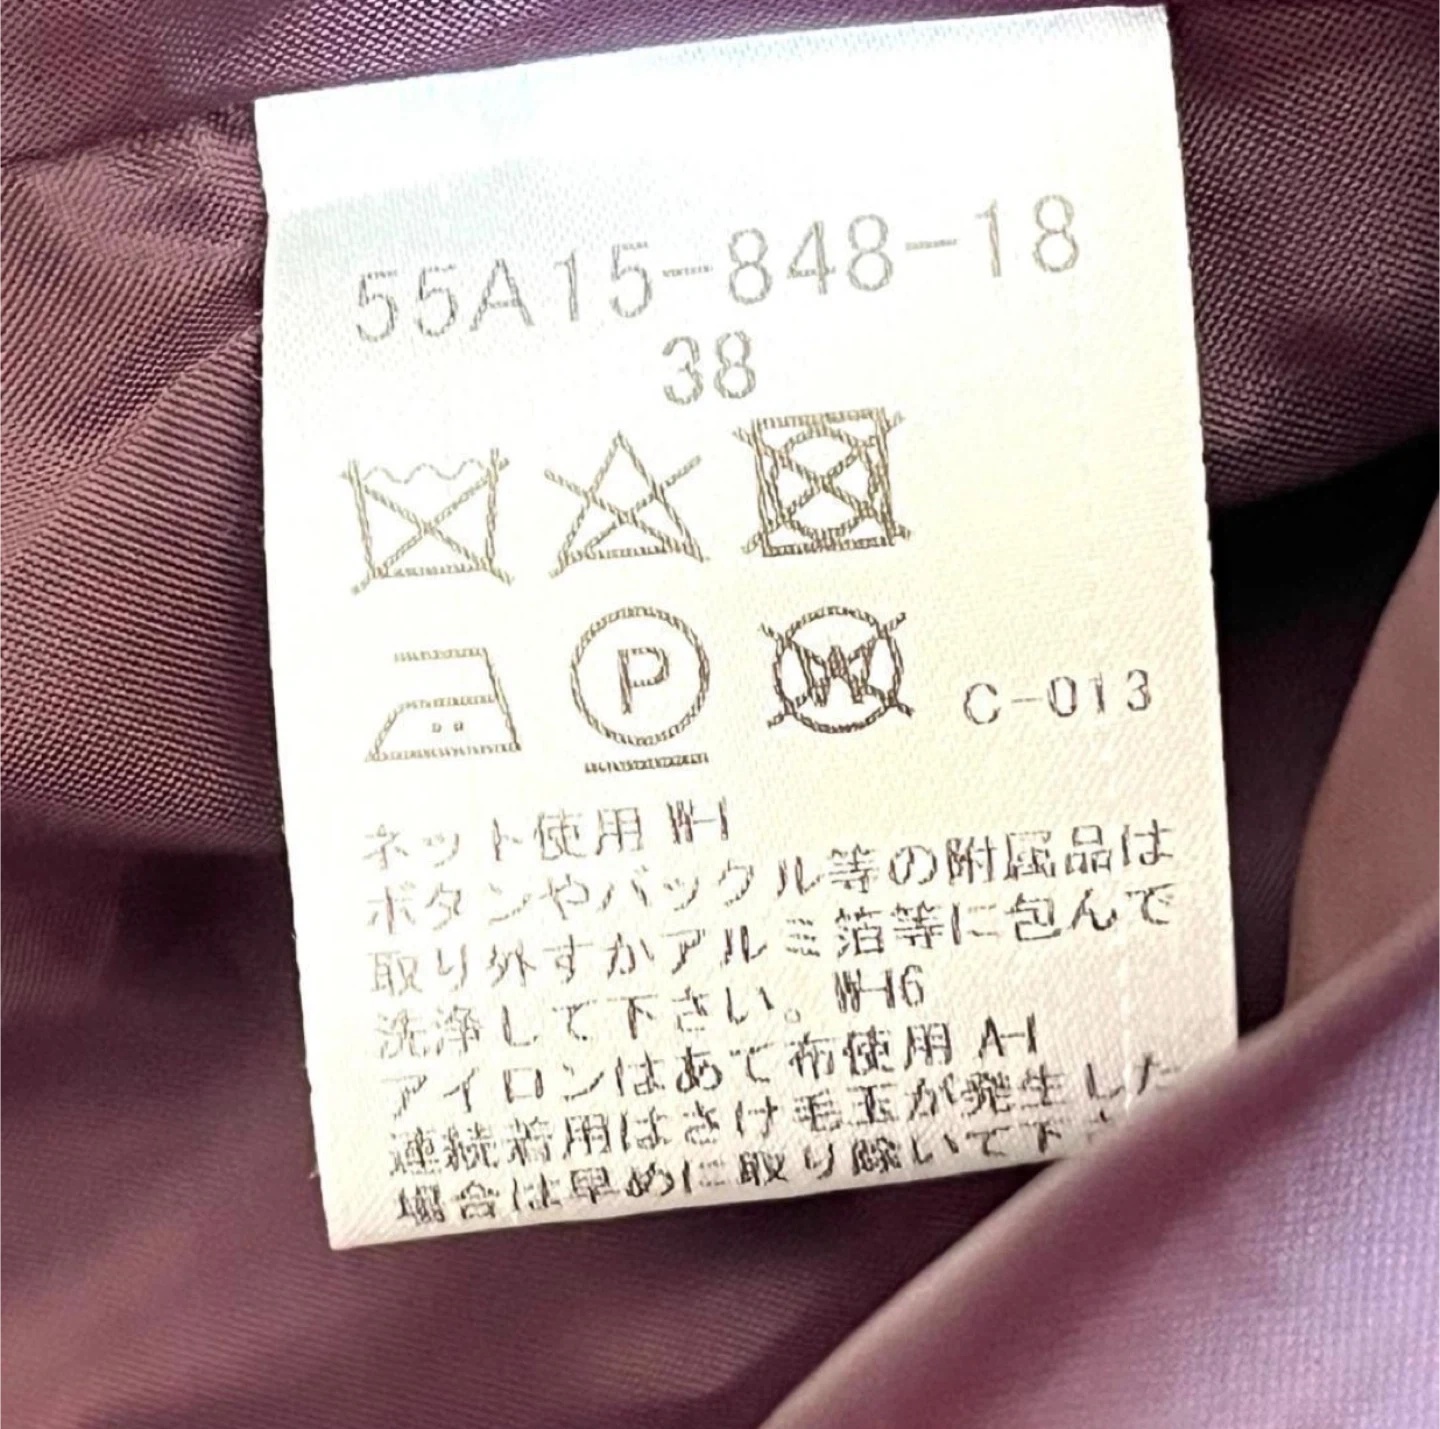 55A15-848-18
38
P W C-013
ネット使用 W-1
ボタンやバックル等の附属品は
取り外すかアルミ箔等に包んで
洗浄して下さい。W-16
アイロンはあて布使用 A-1
連続着用はさけ毛玉が発生した
場合は早めに取り除いて下さ